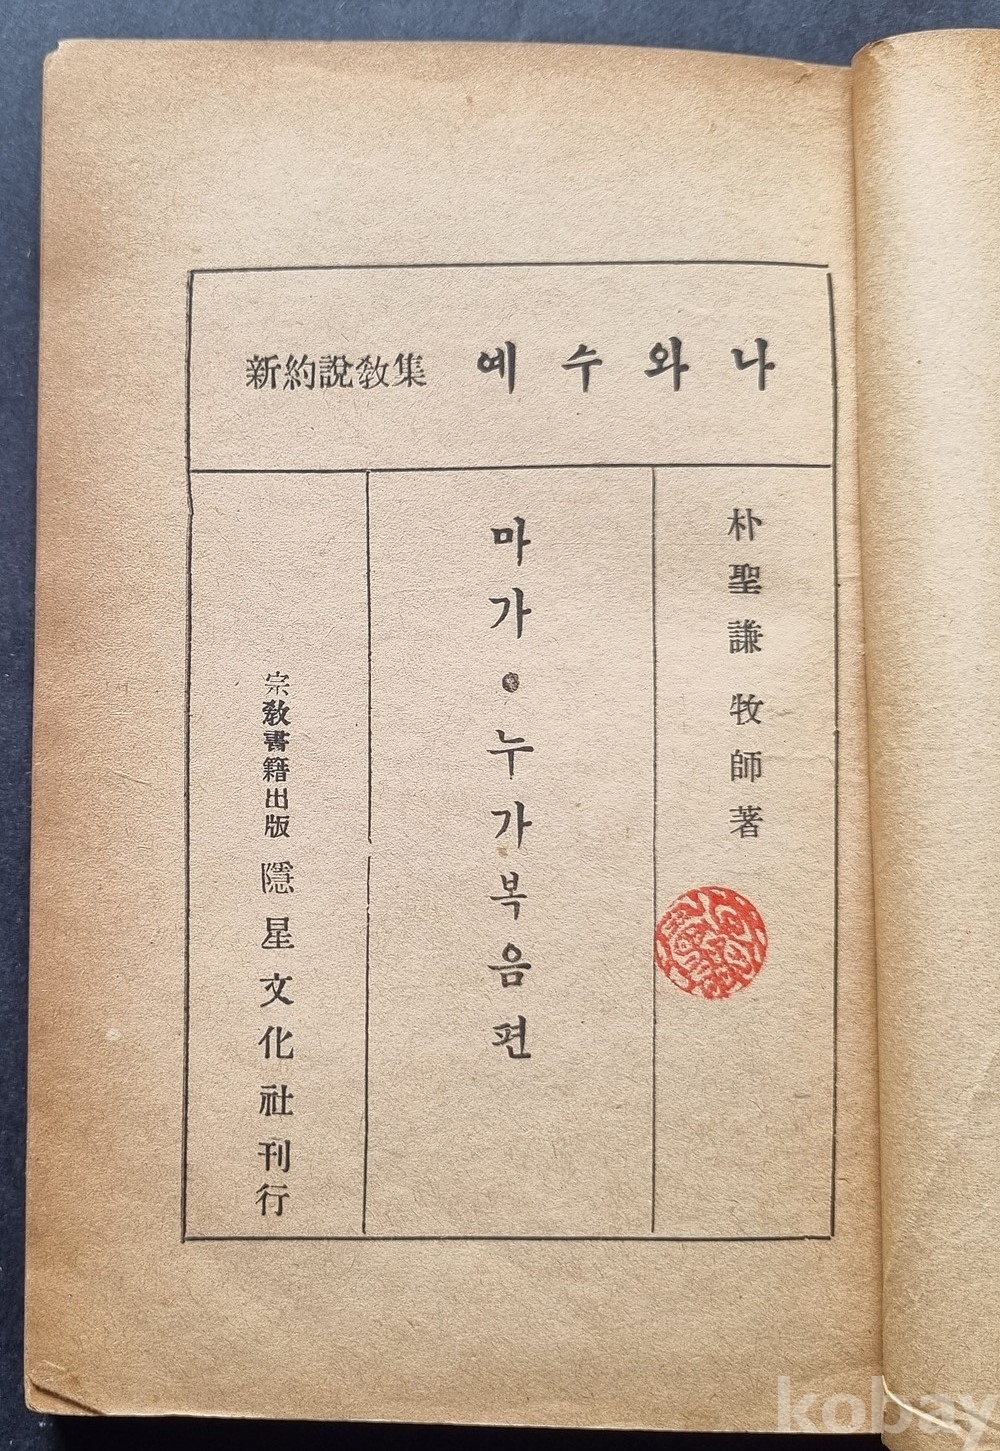 新約說敎集 예수와나
朴聖謙 牧師 著
마가·누가복음편
宗敎書籍出版 隱星文化社刊行
kobay